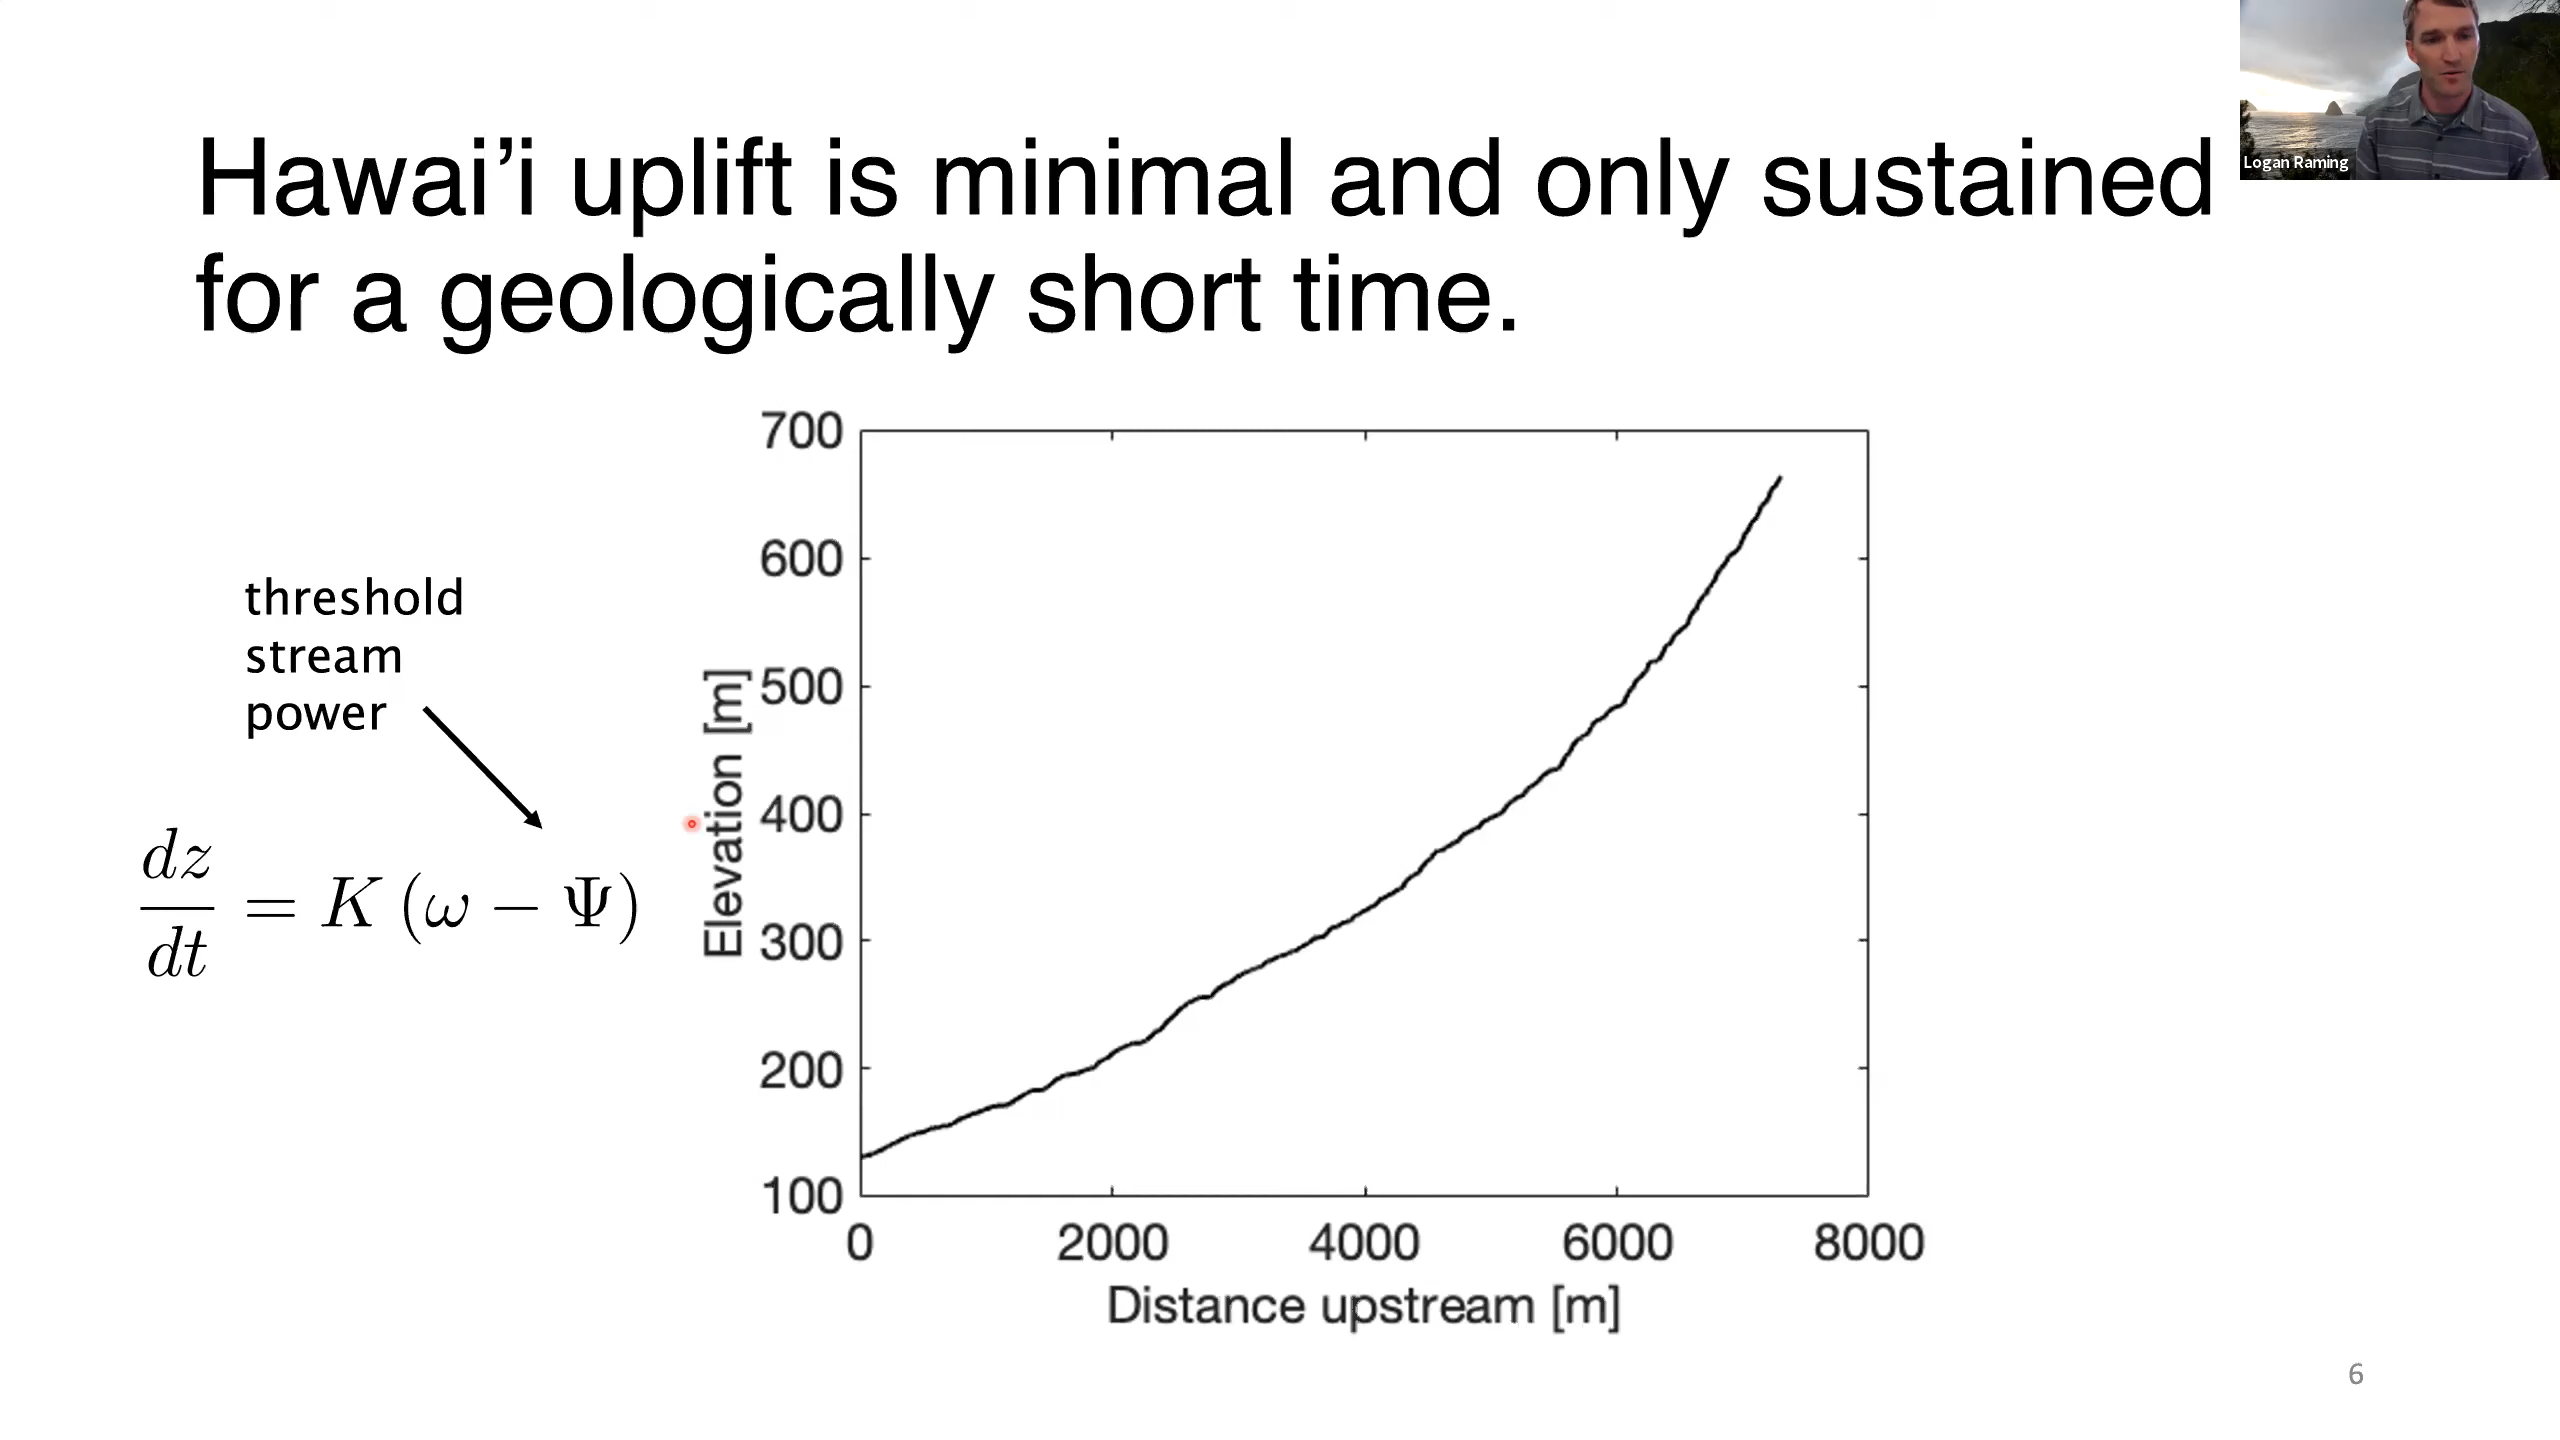 Logan Raming
Hawai’i uplift is minimal and only sustained
for a geologically short time.
threshold
stream
power
dz
dt
= K (ω − Ψ)
Elevation [m]
700
600
500
400
300
200
100
0 2000 4000 6000 8000
Distance upstream [m]
6